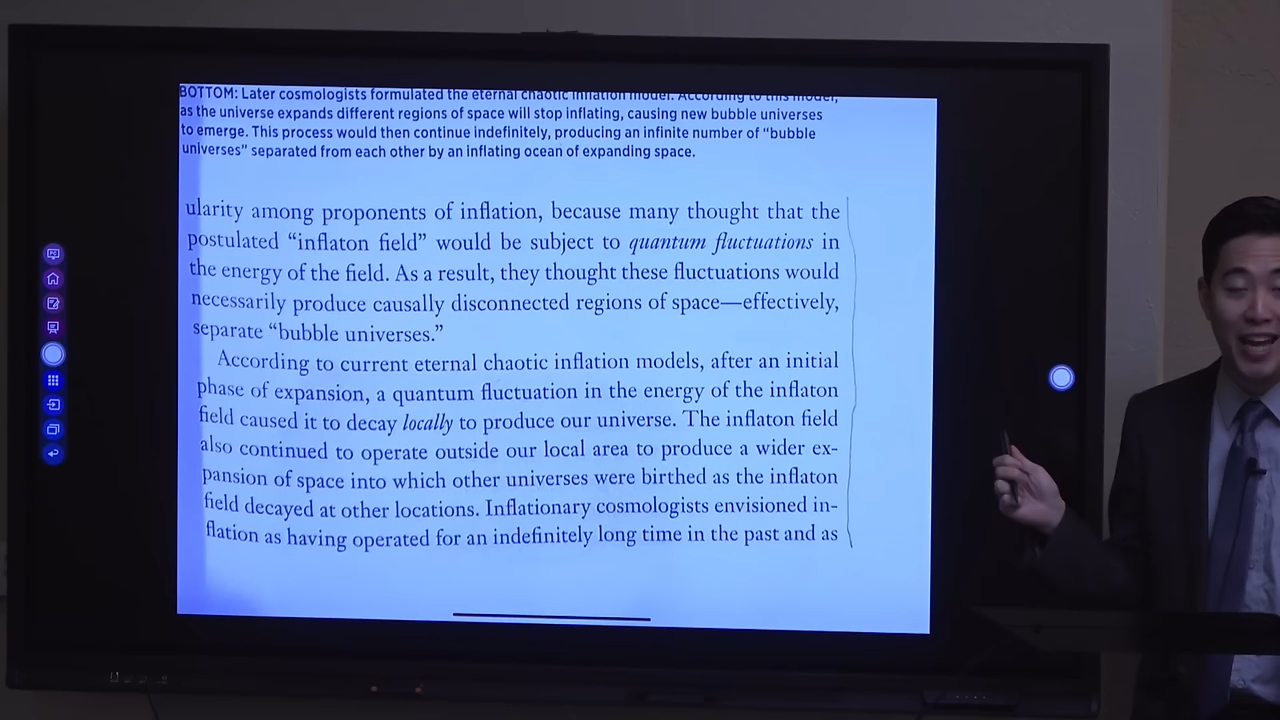 BOTTOM: Later cosmologists formulated the eternal chaotic inflation model. According to this model,
as the universe expands different regions of space will stop inflating, causing new bubble universes
to emerge. This process would then continue indefinitely, producing an infinite number of “bubble
universes” separated from each other by an inflating ocean of expanding space.
ularity among proponents of inflation, because many thought that the
postulated “inflaton field” would be subject to quantum fluctuations in
the energy of the field. As a result, they thought these fluctuations would
necessarily produce causally disconnected regions of space—effectively,
separate “bubble universes.”
According to current eternal chaotic inflation models, after an initial
phase of expansion, a quantum fluctuation in the energy of the inflaton
field caused it to decay locally to produce our universe. The inflaton field
also continued to operate outside our local area to produce a wider ex-
pansion of space into which other universes were birthed as the inflaton
field decayed at other locations. Inflationary cosmologists envisioned in-
flation as having operated for an indefinitely long time in the past and as